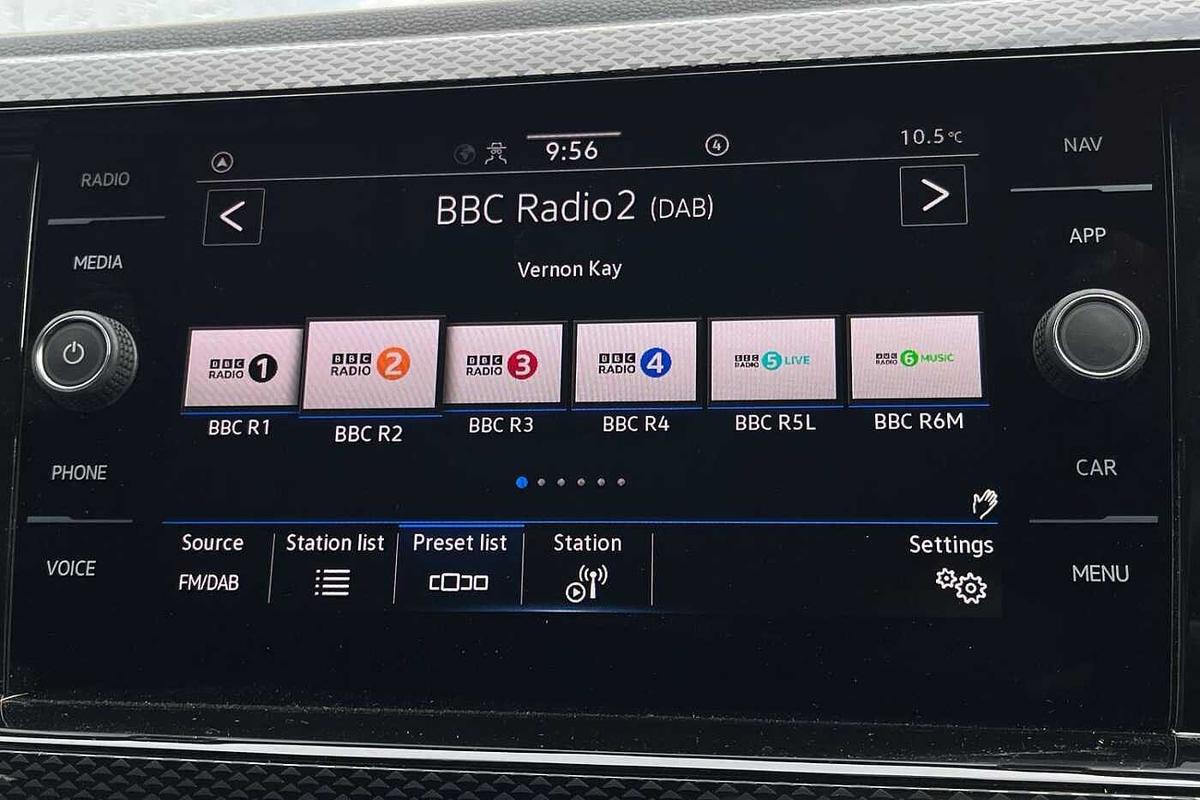 9:56
4
10.5°C
RADIO
NAV
BBC Radio2 (DAB)
APP
MEDIA
Vernon Kay
BBC RADIO 1
BBC RADIO 2
BBC RADIO 3
BBC RADIO 4
BBC RADIO 5 LIVE
BBC RADIO 6 MUSIC
BBC R1
BBC R2
BBC R3
BBC R4
BBC R5L
BBC R6M
PHONE
CAR
Source
Station list
Preset list
Station
Settings
FM/DAB
VOICE
MENU